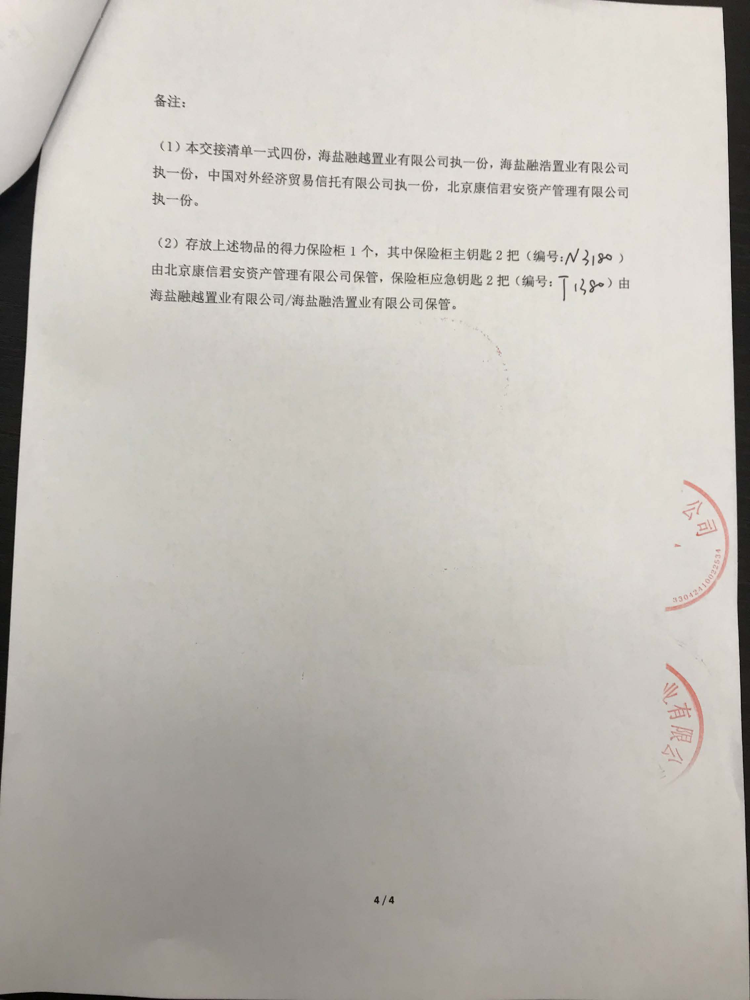 备注：
（1）本交接清单一式四份，海盐融越置业有限公司执一份，海盐融浩置业有限公司
执一份，中国对外经济贸易信托有限公司执一份，北京康信君安资产管理有限公司
执一份。
（2）存放上述物品的得力保险柜 1 个，其中保险柜主钥匙 2 把（编号：N3180）
由北京康信君安资产管理有限公司保管，保险柜应急钥匙 2 把（编号：T1380）由
海盐融越置业有限公司/海盐融浩置业有限公司保管。
公司
33042410022534
业有限公
4 / 4